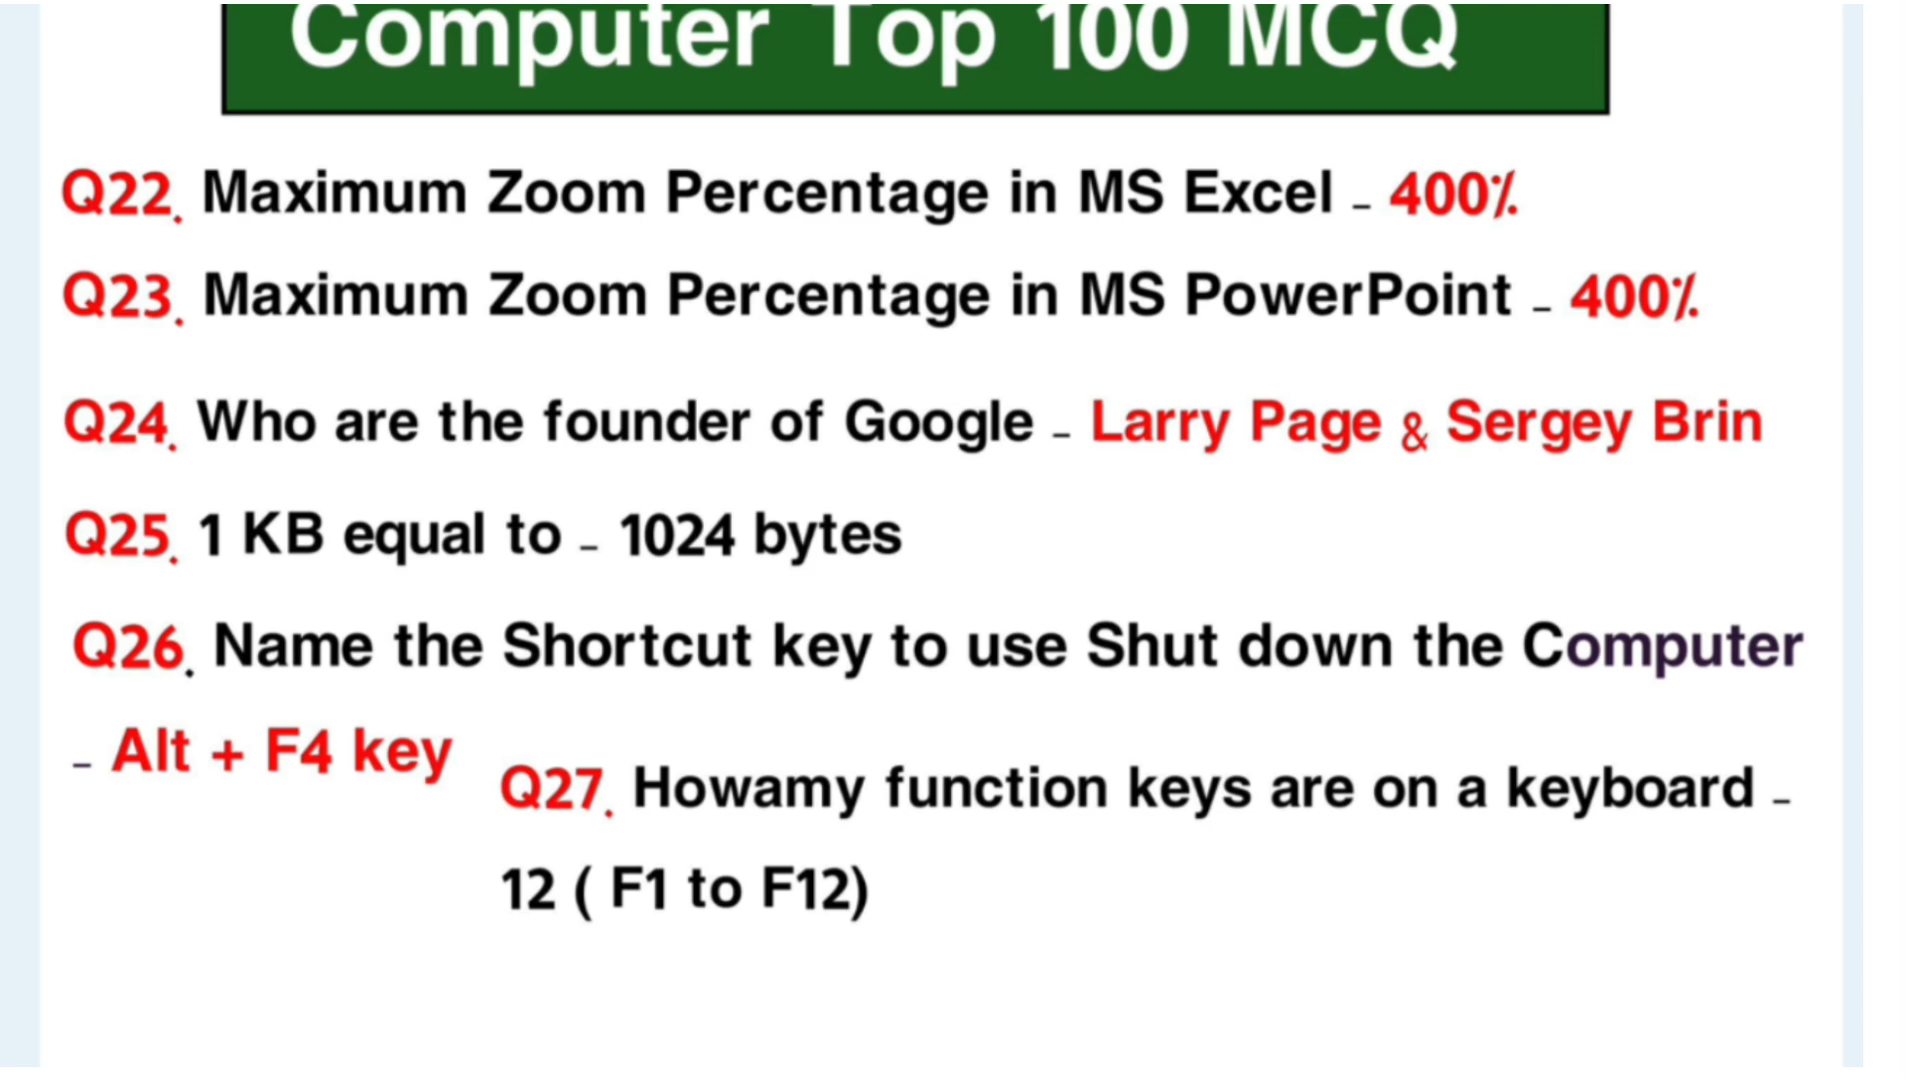 Computer Top 100 MCQ
Q22. Maximum Zoom Percentage in MS Excel - 400%
Q23. Maximum Zoom Percentage in MS PowerPoint - 400%
Q24. Who are the founder of Google - Larry Page & Sergey Brin
Q25. 1 KB equal to - 1024 bytes
Q26. Name the Shortcut key to use Shut down the Computer
- Alt + F4 key
Q27. Howamy function keys are on a keyboard -
12 ( F1 to F12)